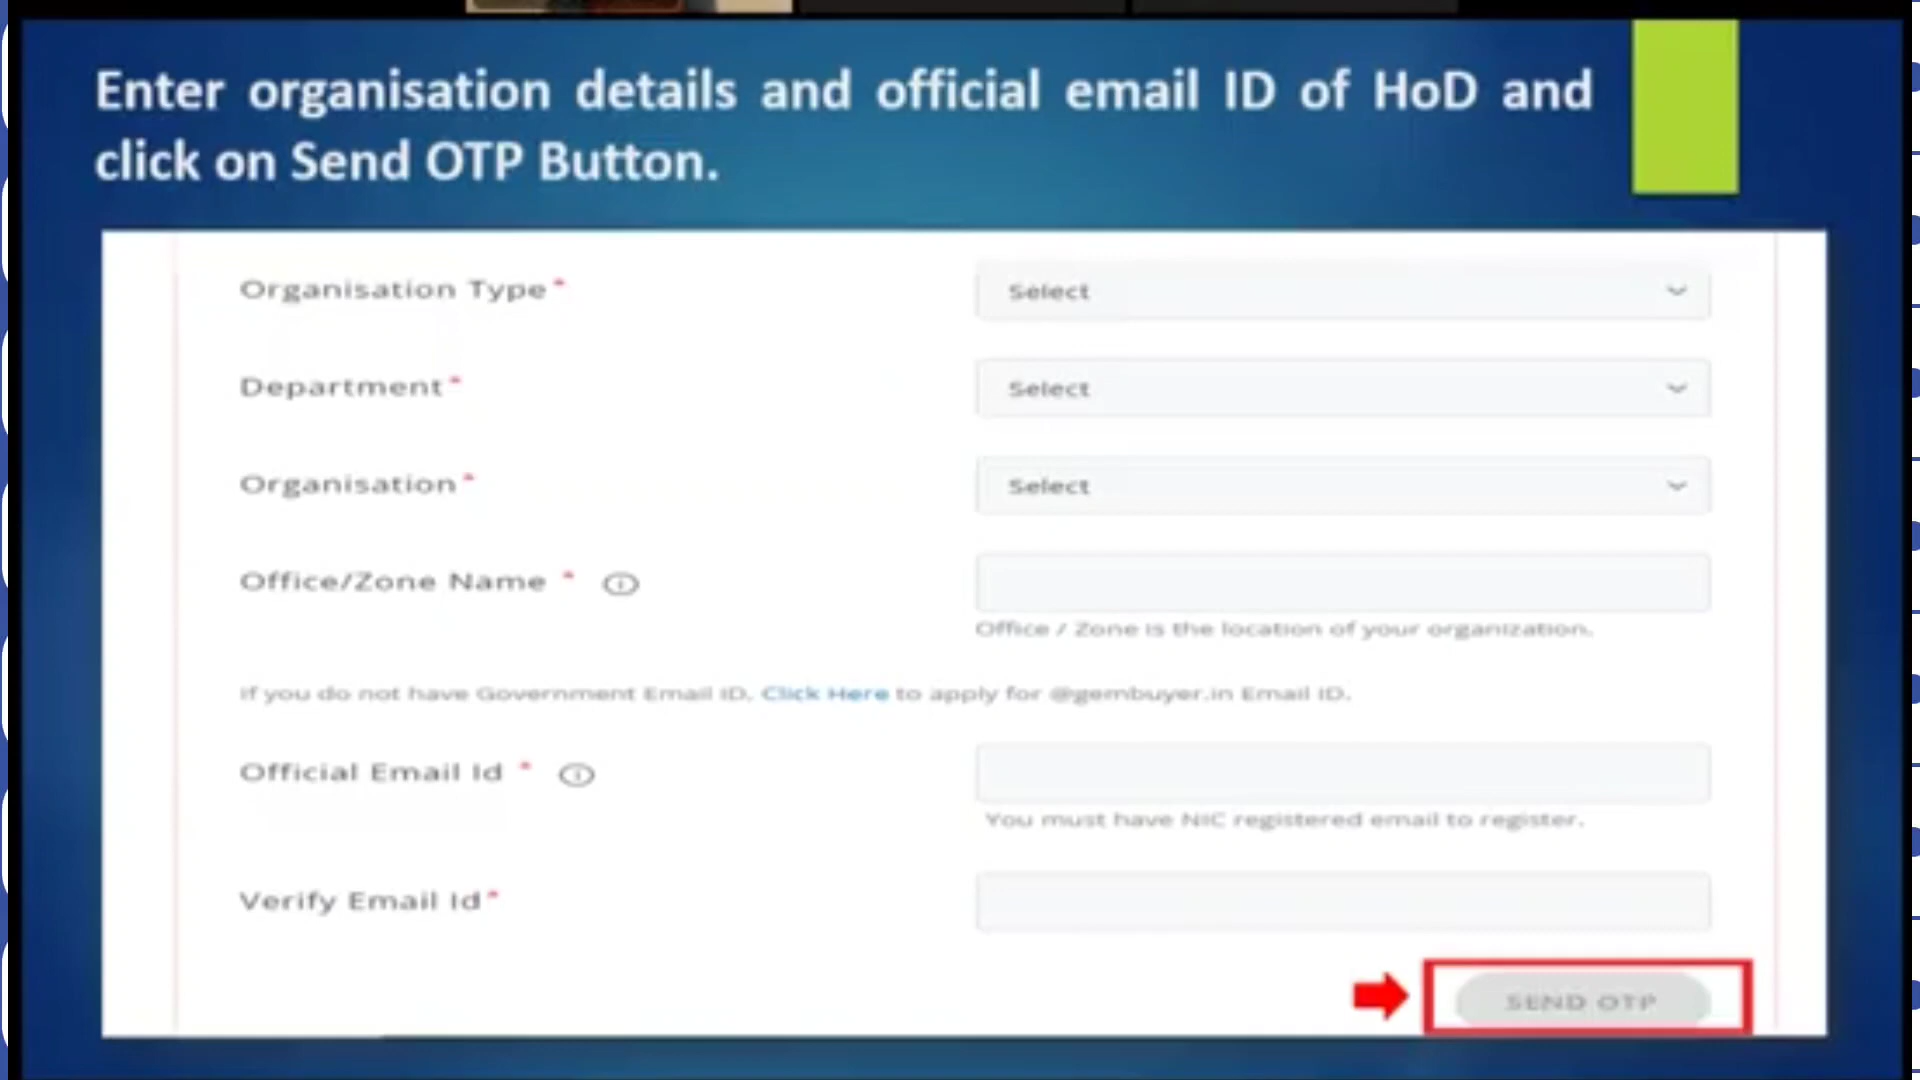 Enter organisation details and official email ID of HoD and
click on Send OTP Button.
Organisation Type * Select
Department * Select
Organisation * Select
Office/Zone Name *
Office / Zone is the location of your organization.
If you do not have Government Email ID. Click Here to apply for @gembuyer.in Email ID.
Official Email Id *
You must have NIC registered email to register.
Verify Email Id *
SEND OTP